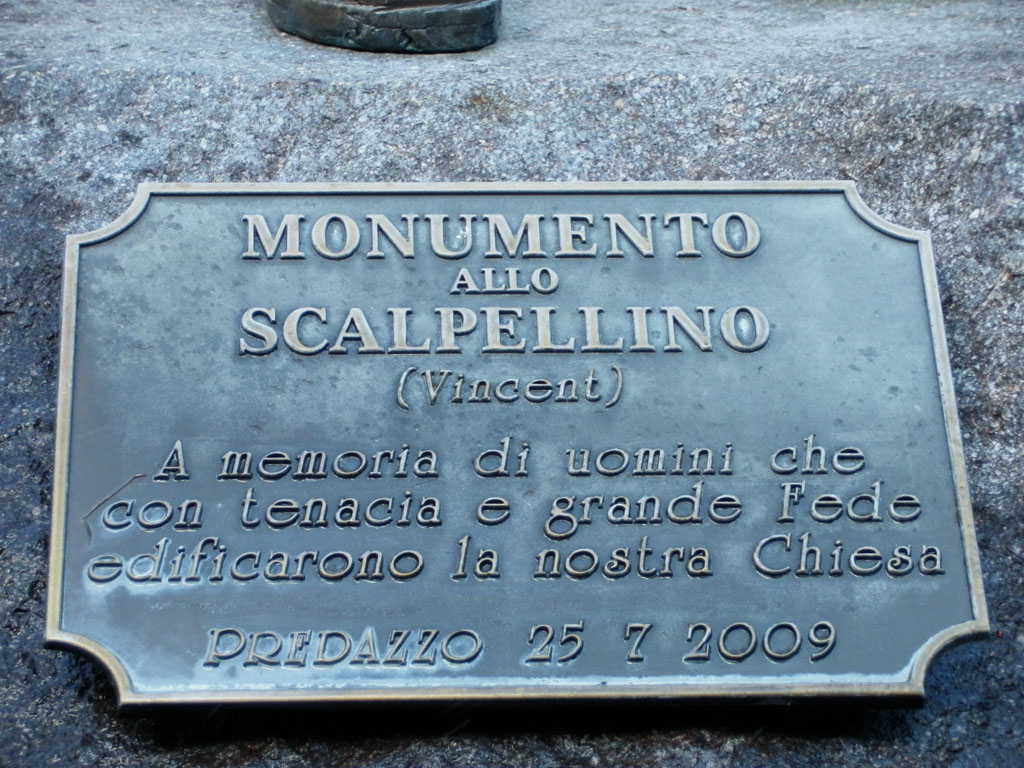 MONUMENTO
ALLO
SCALPELLINO
(Vincent)
A memoria di uomini che
con tenacia e grande Fede
edificarono la nostra Chiesa
PREDAZZO 25 7 2009